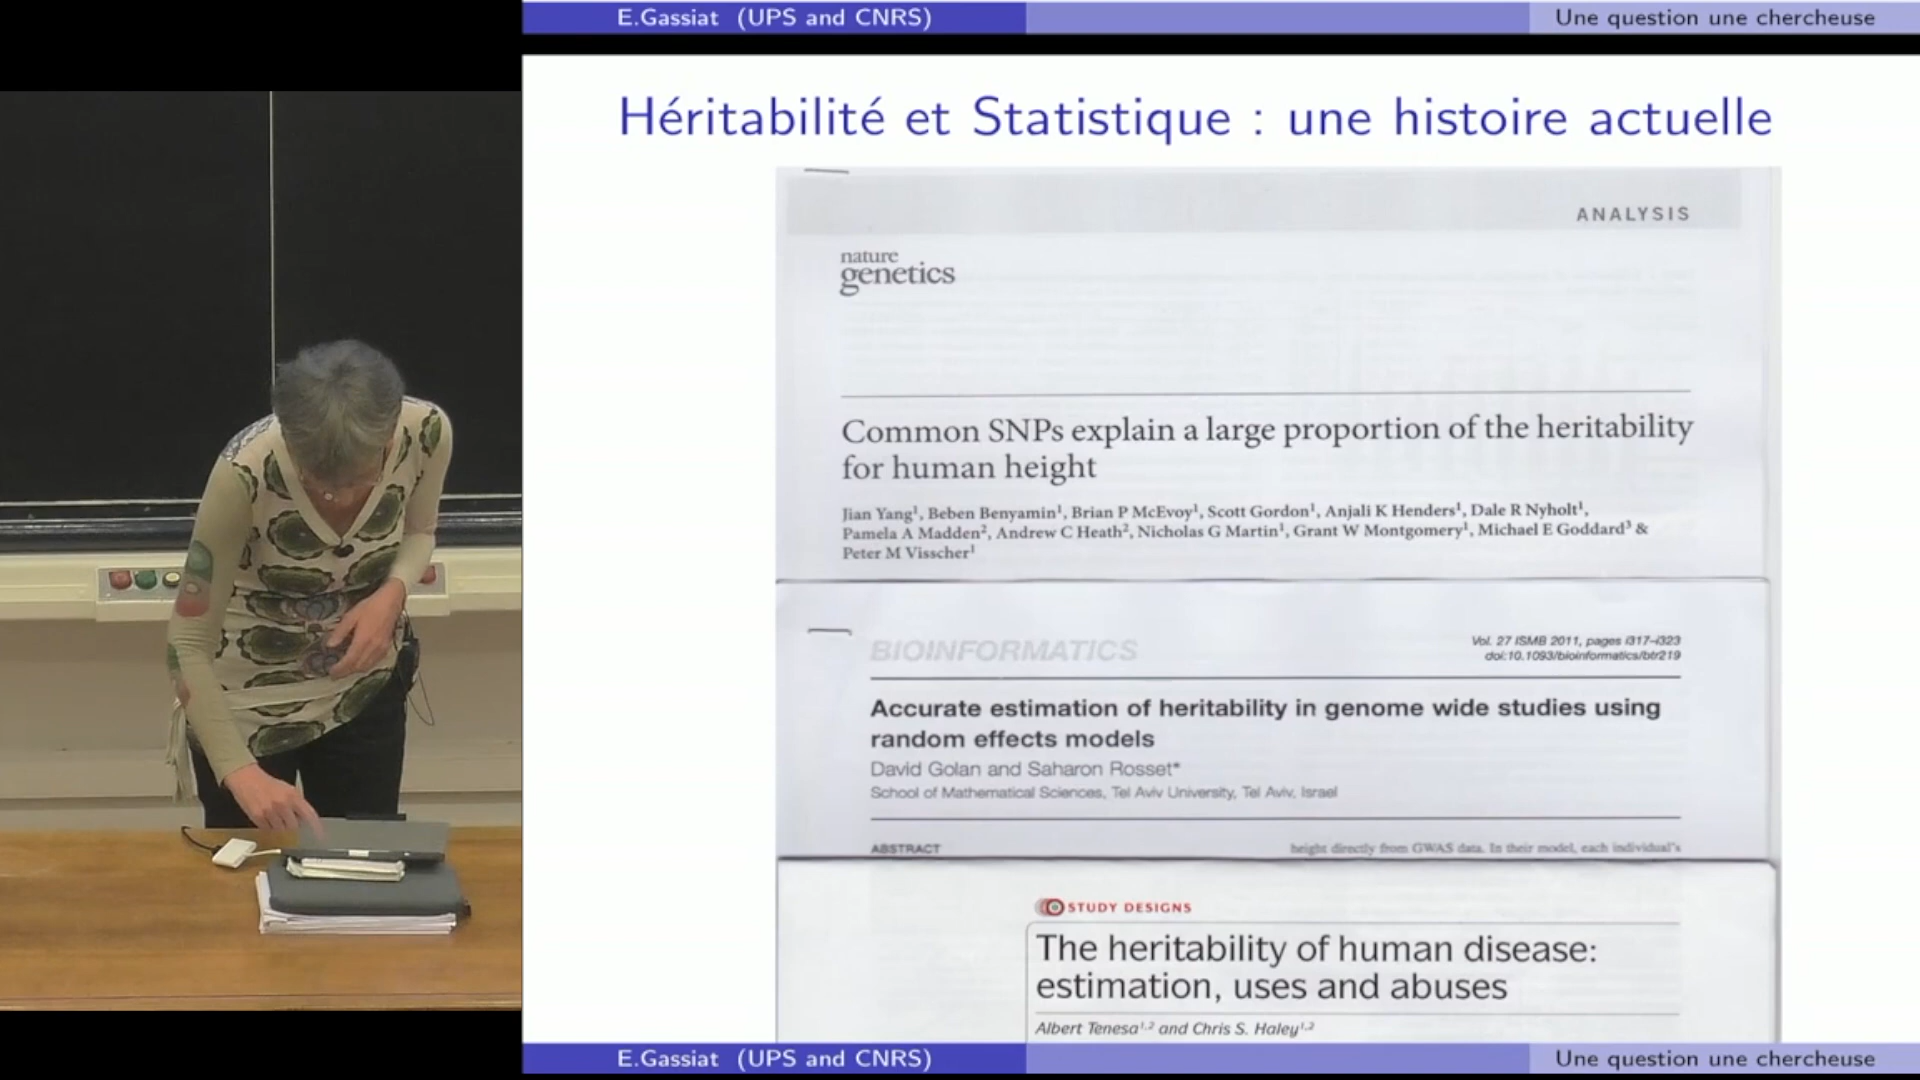 E.Gassiat (UPS and CNRS)
Une question une chercheuse
Héritabilité et Statistique : une histoire actuelle
ANALYSIS
nature
genetics
Common SNPs explain a large proportion of the heritability
for human height
Jian Yang¹, Beben Benyamin¹, Brian P McEvoy¹, Scott Gordon¹, Anjali K Henders¹, Dale R Nyholt¹,
Pamela A Madden², Andrew C Heath², Nicholas G Martin¹, Grant W Montgomery¹, Michael E Goddard³ &
Peter M Visscher¹
BIOINFORMATICS
Vol. 27 ISMB 2011, pages i317–i323
doi:10.1093/bioinformatics/btr219
Accurate estimation of heritability in genome wide studies using
random effects models
David Golan and Saharon Rosset*
School of Mathematical Sciences, Tel Aviv University, Tel Aviv, Israel
ABSTRACT
height directly from GWAS data. In their model, each individual's
STUDY DESIGNS
The heritability of human disease:
estimation, uses and abuses
Albert Tenesa¹,² and Chris S. Haley¹,²
E.Gassiat (UPS and CNRS)
Une question une chercheuse